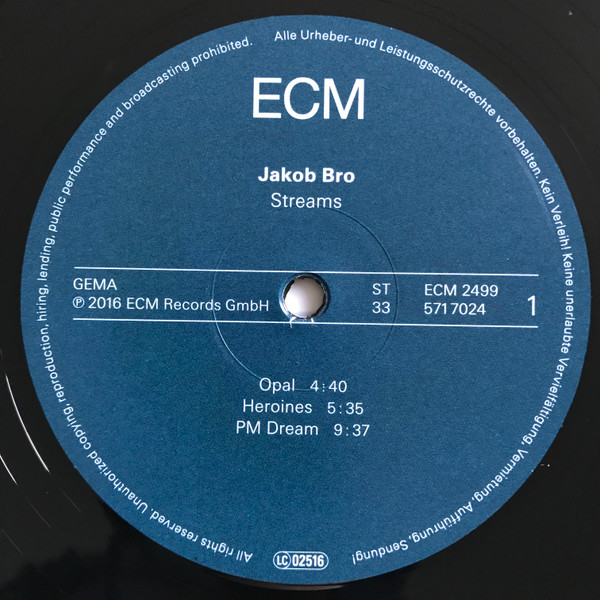 ECM
Jakob Bro
Streams
GEMA
℗ 2016 ECM Records GmbH
ST
33
ECM 2499
571 7024
1
Opal 4:40
Heroines 5:35
PM Dream 9:37
LC 02516
All rights reserved. Unauthorized copying, reproduction, hiring, lending, public performance and broadcasting prohibited.
Alle Urheber- und Leistungsschutzrechte vorbehalten. Kein Verleih! Keine unerlaubte Vervielfältigung, Vermietung, Aufführung, Sendung!